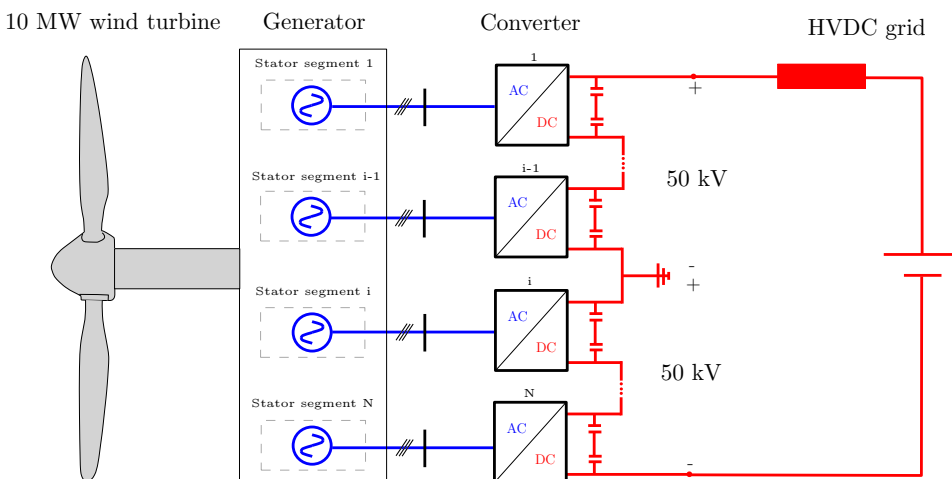 10 MW wind turbine
Generator
Converter
HVDC grid
Stator segment 1
1
AC
DC
+
Stator segment i-1
i-1
AC
DC
50 kV
-
+
Stator segment i
i
AC
DC
50 kV
Stator segment N
N
AC
DC
-